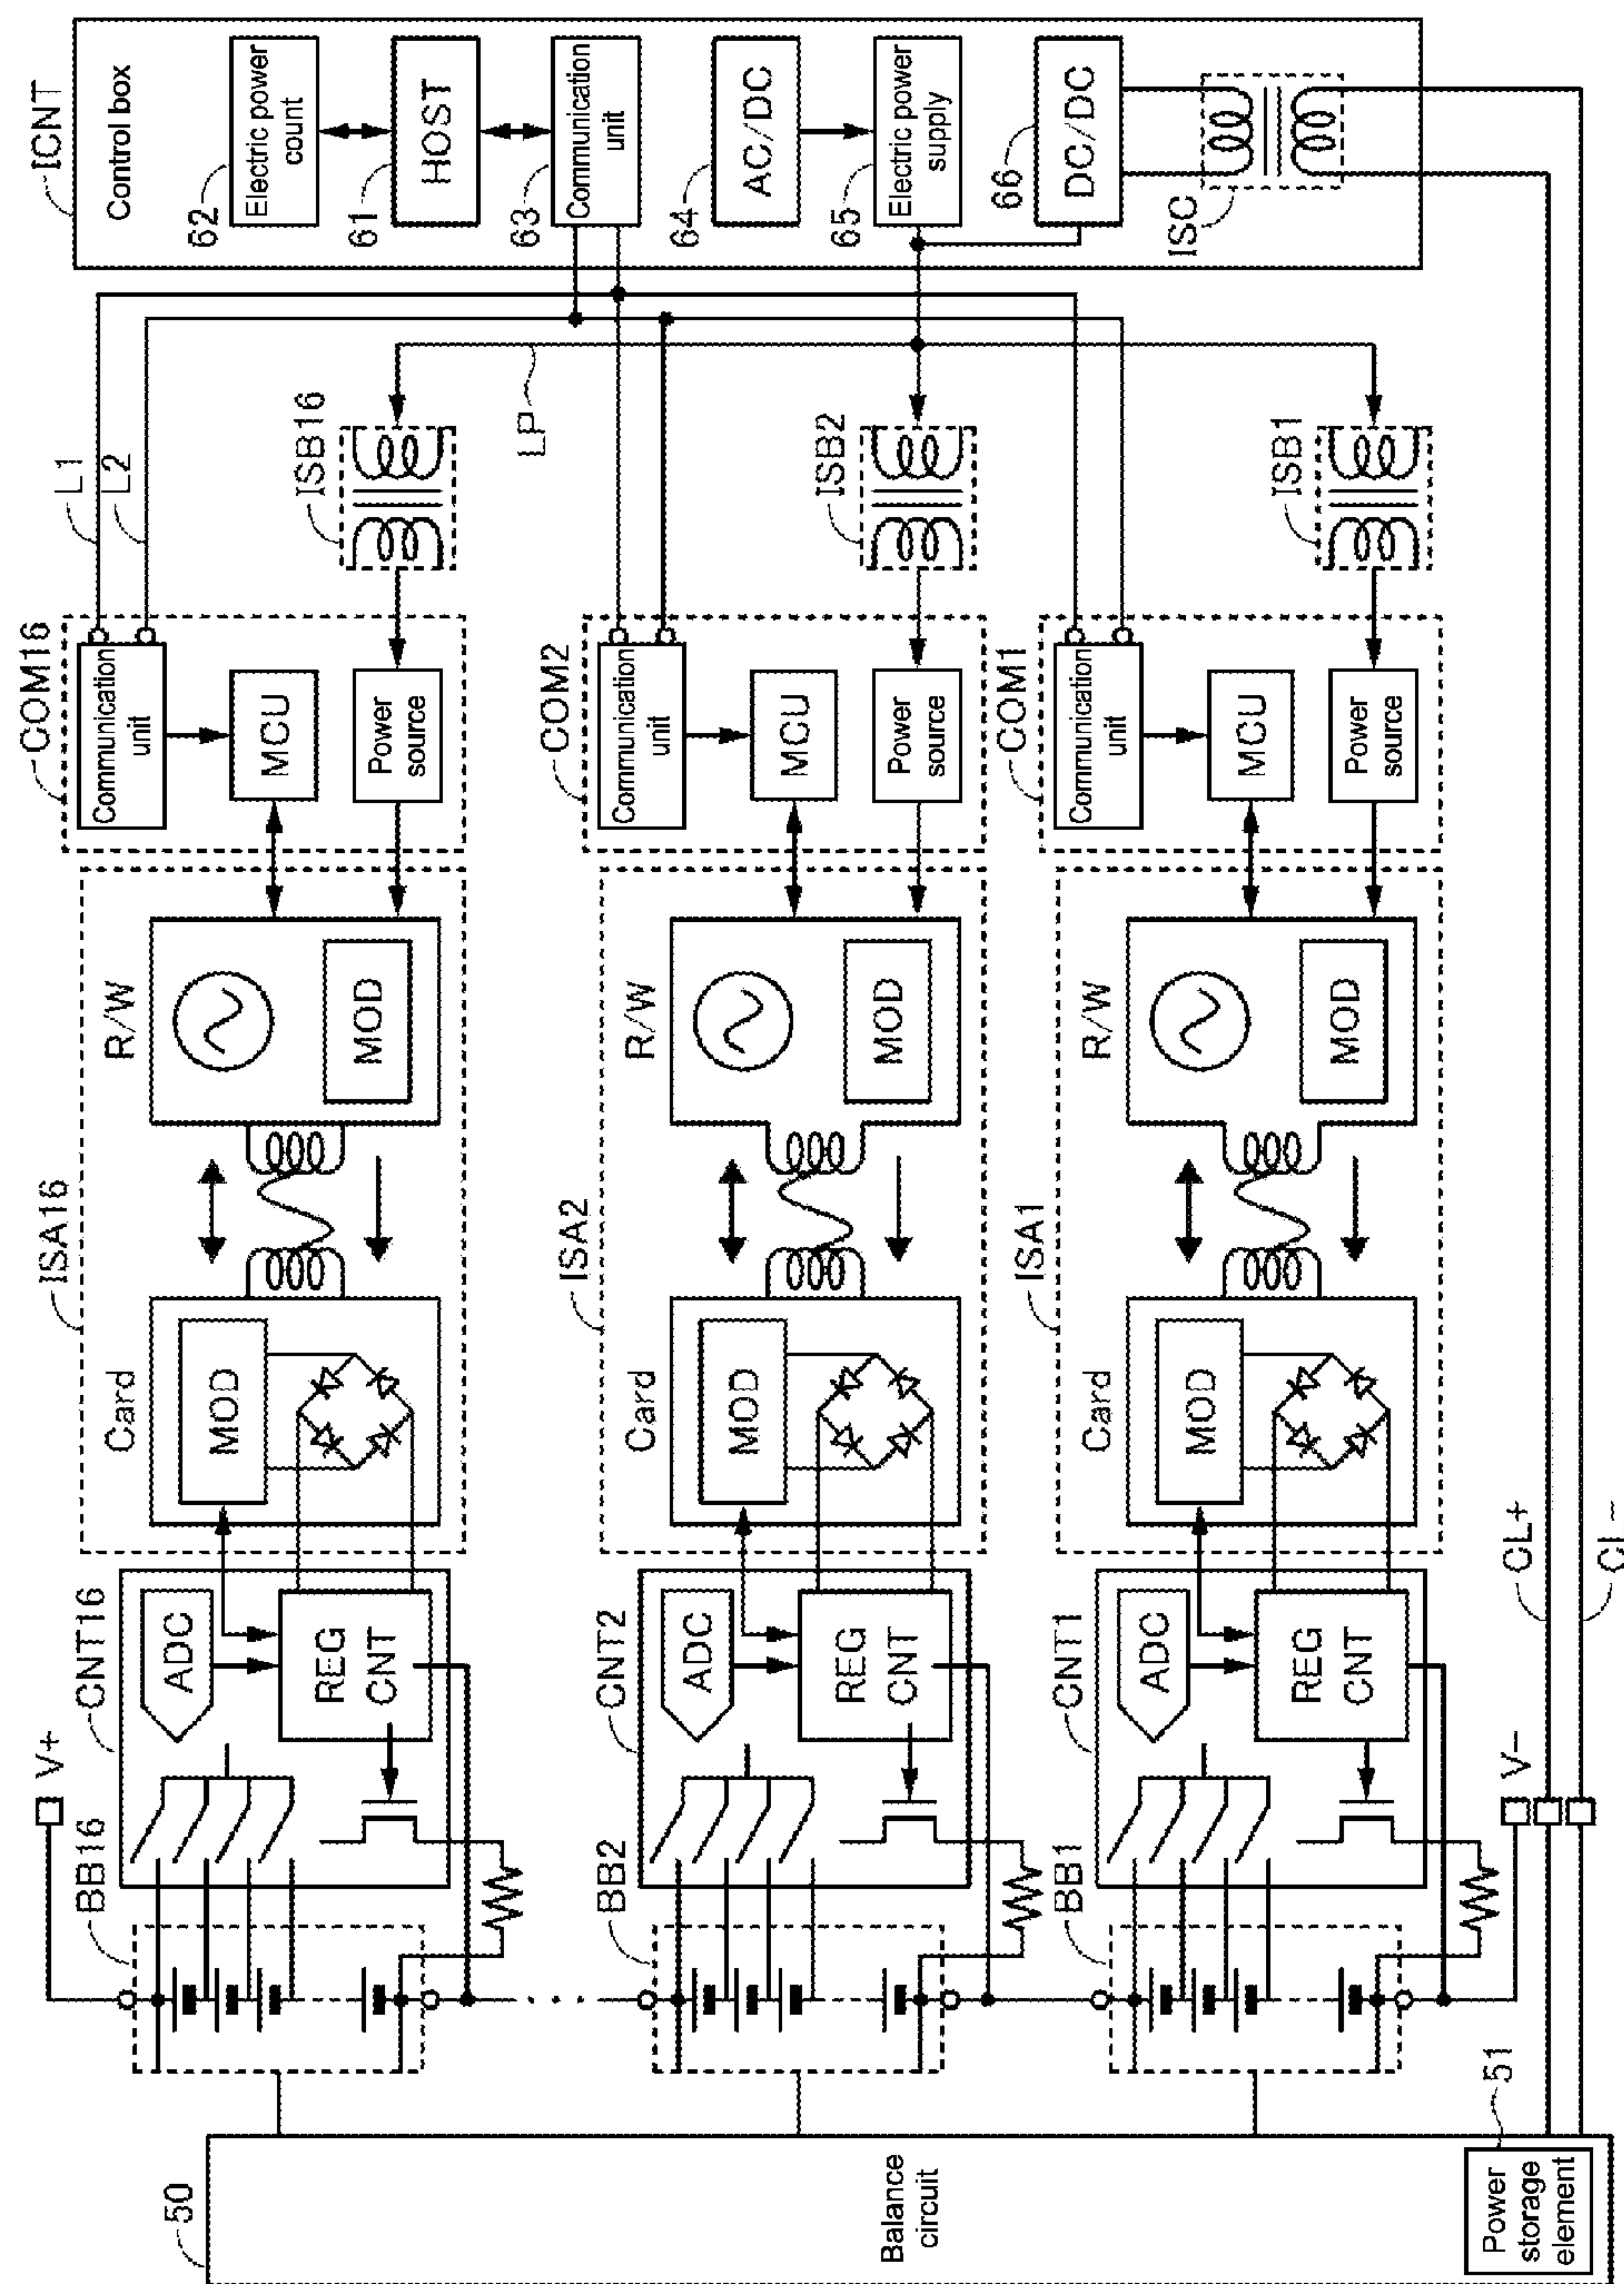 ICNT
Control box
62
Electric power
count
61
HOST
63
Communication
unit
64
AC/DC
65
Electric power
supply
66
DC/DC
ISC
L1
L2
LP
ISB16
ISB2
ISB1
COM16
Communication
unit
MCU
Power
source
COM2
Communication
unit
MCU
Power
source
COM1
Communication
unit
MCU
Power
source
ISA16
R/W
MOD
Card
MOD
ISA2
R/W
MOD
Card
MOD
ISA1
R/W
MOD
Card
MOD
CNT16
ADC
REG
CNT
CNT2
ADC
REG
CNT
CNT1
ADC
REG
CNT
V+
BB16
BB2
BB1
V−
CL+
CL−
50
Balance
circuit
51
Power
storage
element